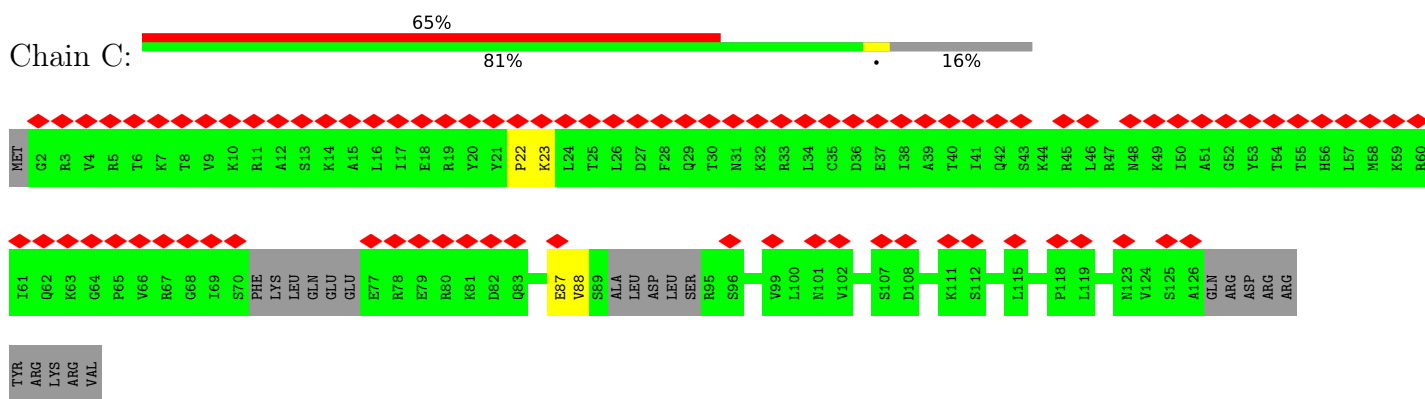 65%
Chain C:
81% • 16%
MET G2 R3 V4 R5 T6 K7 T8 V9 K10 R11 A12 S13 K14 A15 L16 I17 E18 R19 Y20 Y21 P22 K23 L24 T25 L26 D27 F28 Q29 T30 N31 K32 R33 L34 C35 D36 E37 I38 A39 T40 I41 Q42 S43 K44 R45 L46 R47 N48 K49 I50 A51 G52 Y53 T54 T55 H56 L57 M58 K59 R60
I61 Q62 K63 G64 P65 V66 R67 G68 I69 S70 PHE LYS LEU GLN GLU GLU E77 R78 E79 R80 K81 D82 Q83 E87 V88 S89 ALA LEU ASP LEU SER R95 S96 V99 L100 N101 V102 S107 D108 K111 S112 L115 P118 L119 N123 V124 S125 A126 GLN ARG ASP ARG ARG
TYR ARG LYS ARG VAL